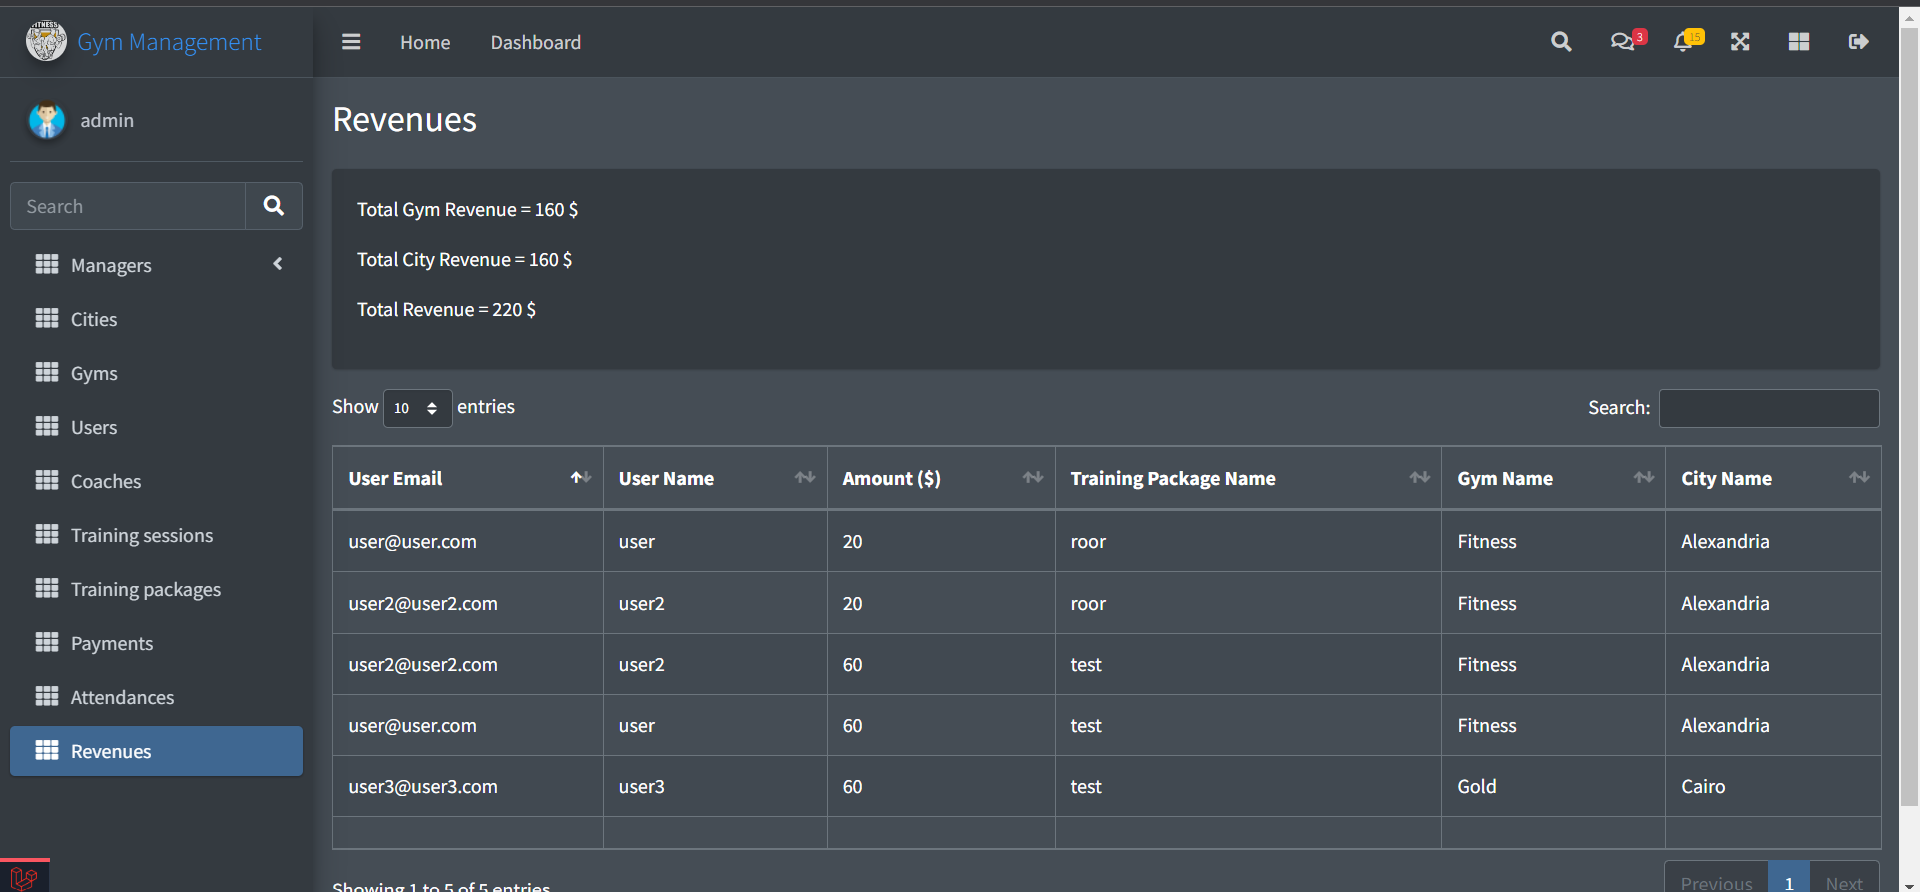 FITNESS
Gym Management
Home
Dashboard
3
15
admin
Search
Managers
Cities
Gyms
Users
Coaches
Training sessions
Training packages
Payments
Attendances
Revenues
Revenues
Total Gym Revenue = 160 $
Total City Revenue = 160 $
Total Revenue = 220 $
Show 10 entries
Search:
User Email User Name Amount ($) Training Package Name Gym Name City Name
user@user.com user 20 roor Fitness Alexandria
user2@user2.com user2 20 roor Fitness Alexandria
user2@user2.com user2 60 test Fitness Alexandria
user@user.com user 60 test Fitness Alexandria
user3@user3.com user3 60 test Gold Cairo
Showing 1 to 5 of 5 entries
Previous 1 Next